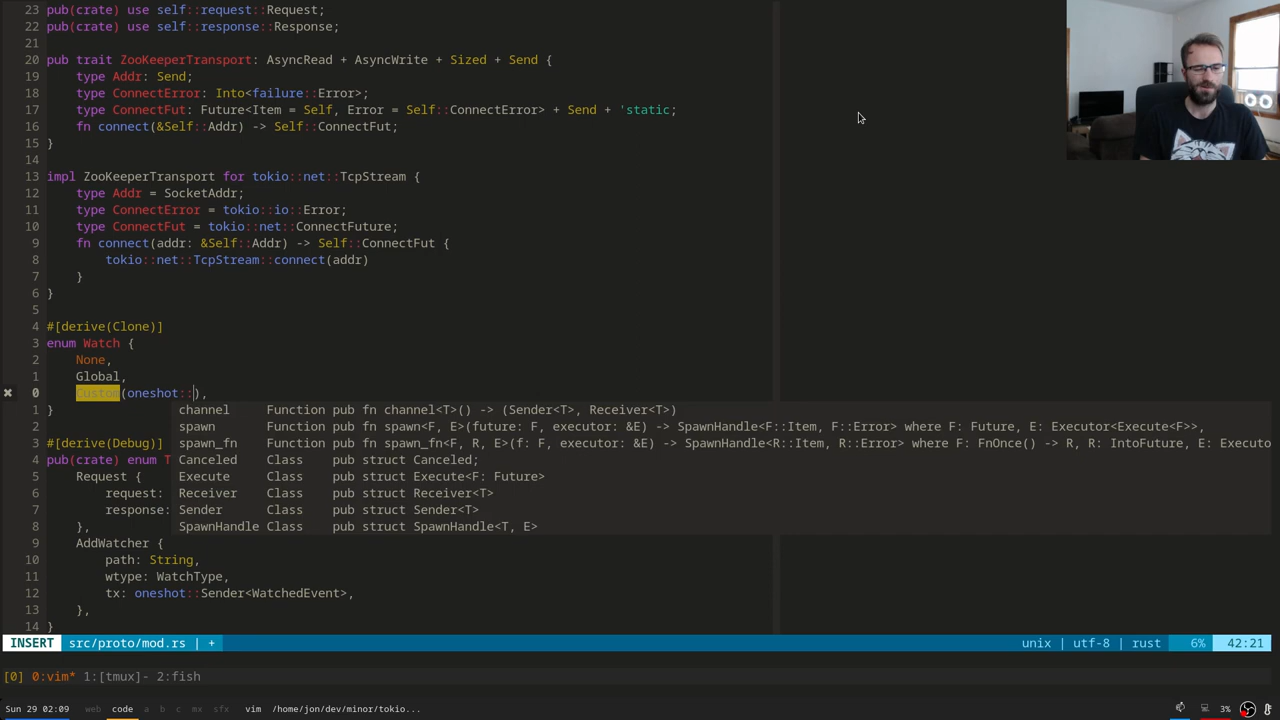 23 pub(crate) use self::request::Request;
22 pub(crate) use self::response::Response;
21
20 pub trait ZooKeeperTransport: AsyncRead + AsyncWrite + Sized + Send {
19     type Addr: Send;
18     type ConnectError: Into<failure::Error>;
17     type ConnectFut: Future<Item = Self, Error = Self::ConnectError> + Send + 'static;
16     fn connect(&Self::Addr) -> Self::ConnectFut;
15 }
14
13 impl ZooKeeperTransport for tokio::net::TcpStream {
12     type Addr = SocketAddr;
11     type ConnectError = tokio::io::Error;
10     type ConnectFut = tokio::net::ConnectFuture;
9     fn connect(addr: &Self::Addr) -> Self::ConnectFut {
8         tokio::net::TcpStream::connect(addr)
7     }
6 }
5
4 #[derive(Clone)]
3 enum Watch {
2     None,
1     Global,
✖ 0     Custom(oneshot::),
1 } channel Function pub fn channel<T>() -> (Sender<T>, Receiver<T>)
2 spawn Function pub fn spawn<F, E>(future: F, executor: &E) -> SpawnHandle<F::Item, F::Error> where F: Future, E: Executor<Execute<F>>,
3 #[derive(Debug)] spawn_fn Function pub fn spawn_fn<F, R, E>(f: F, executor: &E) -> SpawnHandle<R::Item, R::Error> where F: FnOnce() -> R, R: IntoFuture, E: Executo
4 pub(crate) enum T Canceled Class pub struct Canceled;
5     Request { Execute Class pub struct Execute<F: Future>
6         request: Receiver Class pub struct Receiver<T>
7         response: Sender Class pub struct Sender<T>
8     }, SpawnHandle Class pub struct SpawnHandle<T, E>
9     AddWatcher {
10         path: String,
11         wtype: WatchType,
12         tx: oneshot::Sender<WatchedEvent>,
13     },
14 }
INSERT src/proto/mod.rs | + unix | utf-8 | rust 6% 42:21
[0] 0:vim* 1:[tmux]- 2:fish
Sun 29 02:09 web code a b c mx sfx vim /home/jon/dev/minor/tokio... 3%